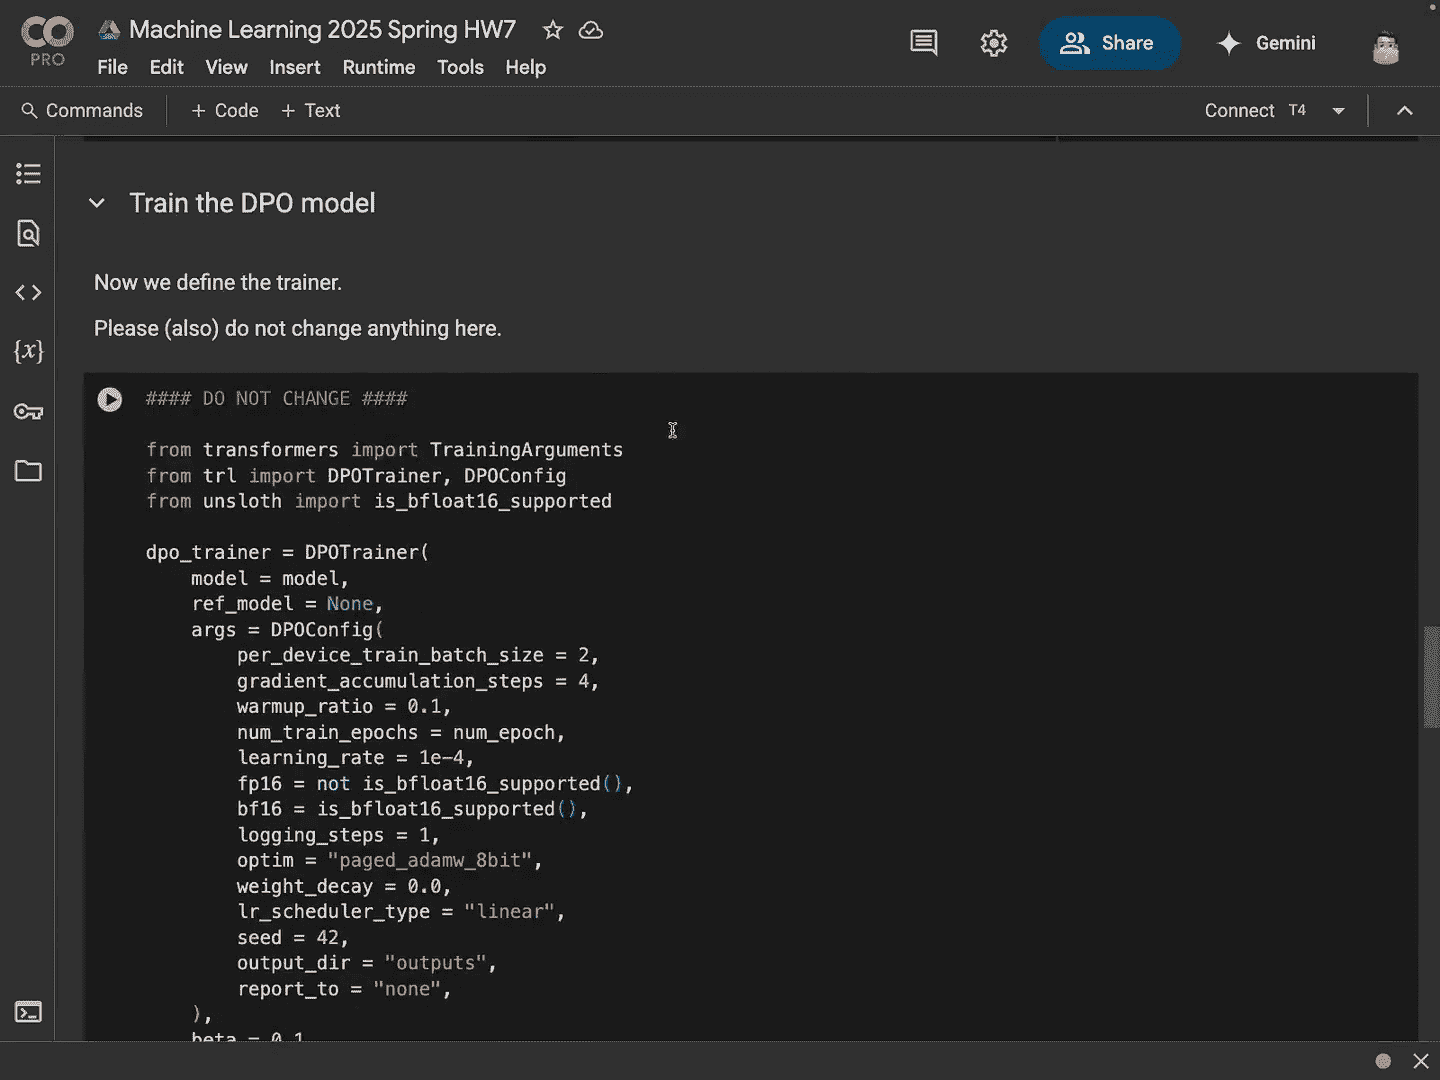 CO
PRO
Machine Learning 2025 Spring HW7
File Edit View Insert Runtime Tools Help
Share
Gemini
Commands
+ Code + Text
Connect T4
Train the DPO model
Now we define the trainer.
Please (also) do not change anything here.
{x}
#### DO NOT CHANGE ####
from transformers import TrainingArguments
from trl import DPOTrainer, DPOConfig
from unsloth import is_bfloat16_supported
dpo_trainer = DPOTrainer(
model = model,
ref_model = None,
args = DPOConfig(
per_device_train_batch_size = 2,
gradient_accumulation_steps = 4,
warmup_ratio = 0.1,
num_train_epochs = num_epoch,
learning_rate = 1e-4,
fp16 = not is_bfloat16_supported(),
bf16 = is_bfloat16_supported(),
logging_steps = 1,
optim = "paged_adamw_8bit",
weight_decay = 0.0,
lr_scheduler_type = "linear",
seed = 42,
output_dir = "outputs",
report_to = "none",
),
beta = 0.1